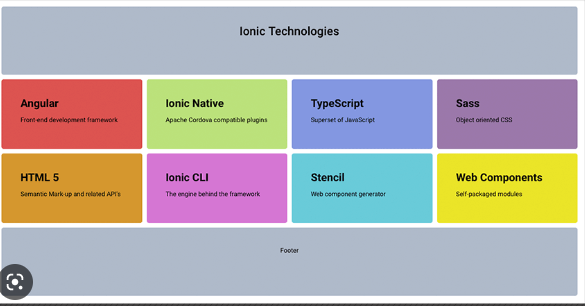 Ionic Technologies
Angular
Front-end development framework
Ionic Native
Apache Cordova compatible plugins
TypeScript
Superset of JavaScript
Sass
Object oriented CSS
HTML 5
Semantic Mark-up and related API's
Ionic CLI
The engine behind the framework
Stencil
Web component generator
Web Components
Self-packaged modules
Footer